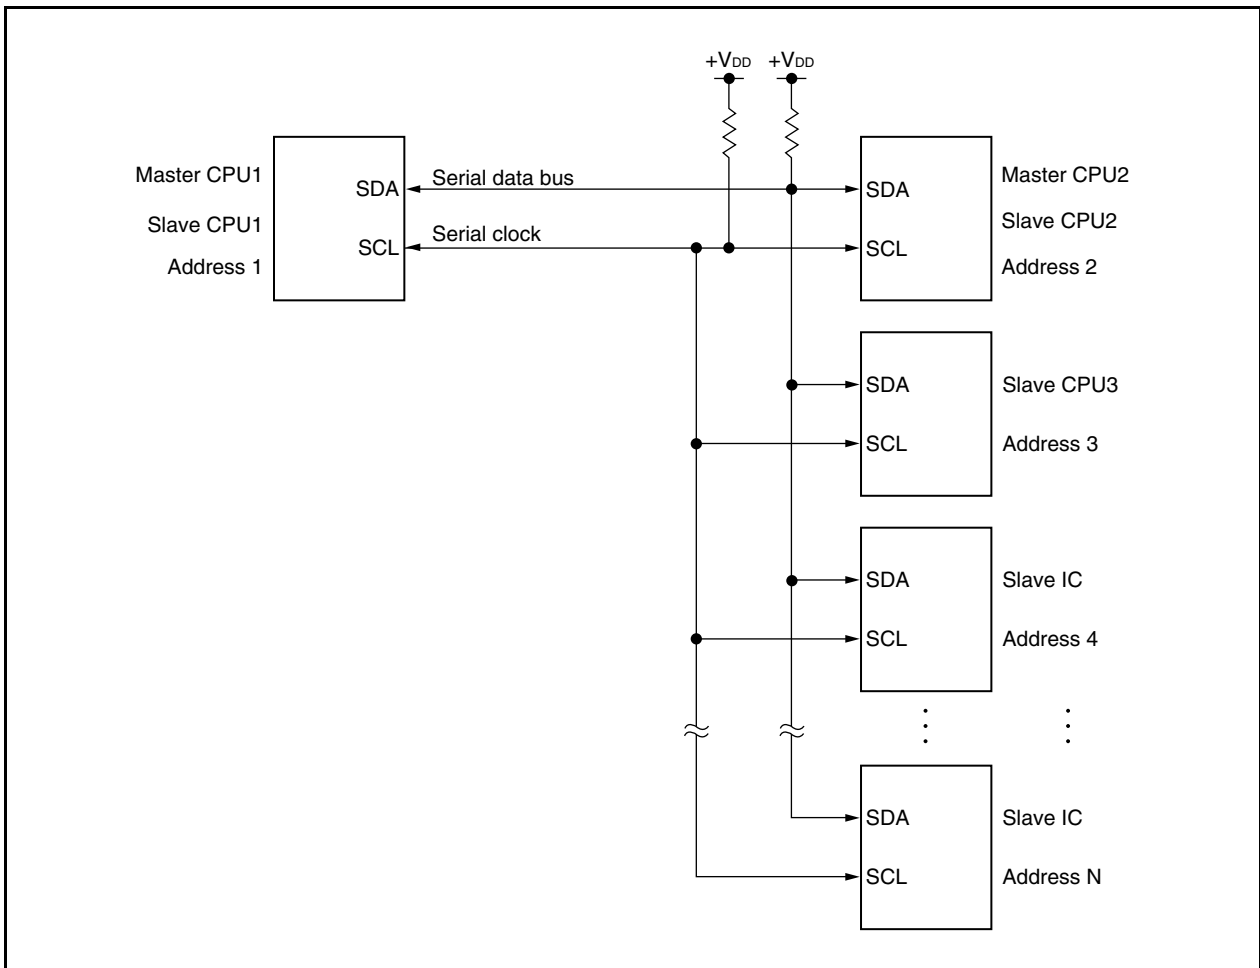 +VDD +VDD
Master CPU1
Slave CPU1
Address 1
SDA
SCL
Serial data bus
Serial clock
SDA
SCL
Master CPU2
Slave CPU2
Address 2
SDA
SCL
Slave CPU3
Address 3
SDA
SCL
Slave IC
Address 4
SDA
SCL
Slave IC
Address N